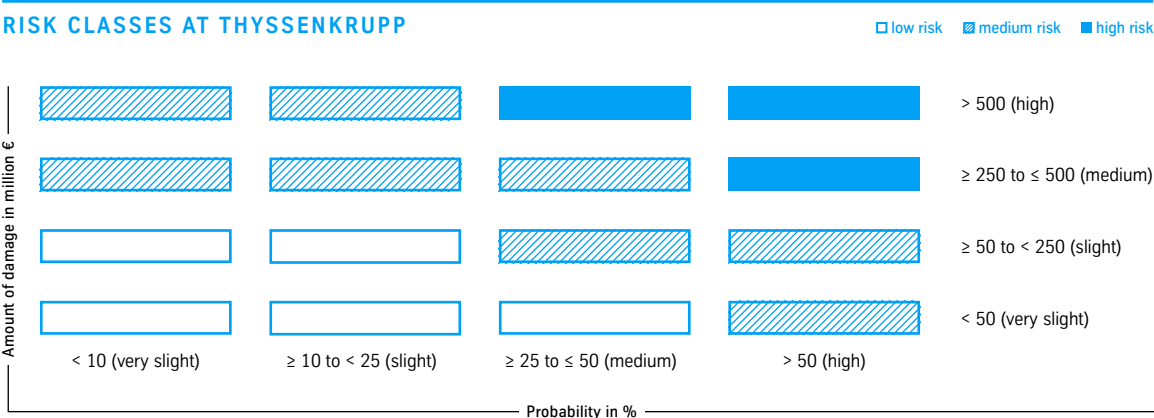 RISK CLASSES AT THYSSENKRUPP
low risk medium risk high risk
Amount of damage in million €
> 500 (high)
≥ 250 to ≤ 500 (medium)
≥ 50 to < 250 (slight)
< 50 (very slight)
< 10 (very slight) ≥ 10 to < 25 (slight) ≥ 25 to ≤ 50 (medium) > 50 (high)
Probability in %